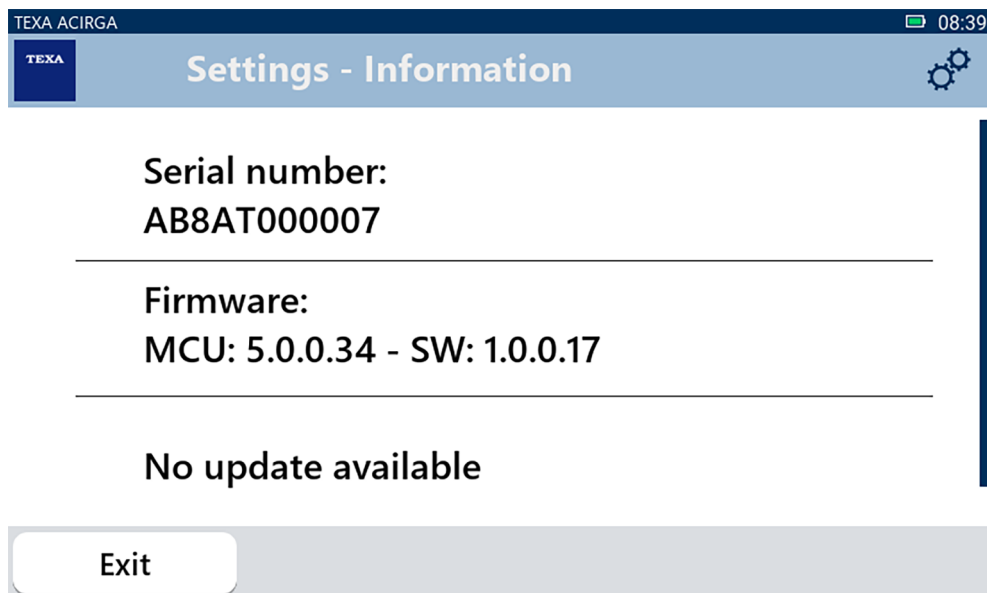 TEXA ACIRGA
08:39
TEXA
Settings - Information
Serial number:
AB8AT000007
Firmware:
MCU: 5.0.0.34 - SW: 1.0.0.17
No update available
Exit